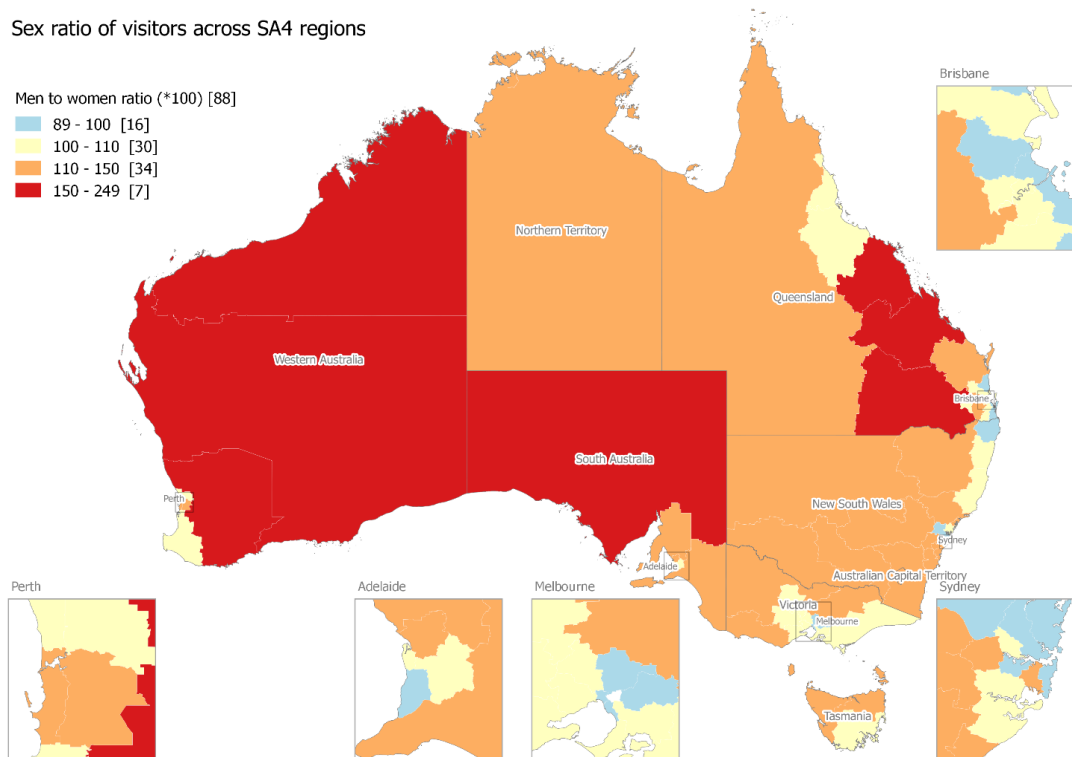 Sex ratio of visitors across SA4 regions
Brisbane
Men to women ratio (*100) [88]
89 - 100 [16]
100 - 110 [30]
110 - 150 [34]
150 - 249 [7]
Northern Territory
Queensland
Western Australia
Brisbane
South Australia
Perth
New South Wales
Sydney
Adelaide
Australian Capital Territory
Perth
Adelaide
Melbourne
Sydney
Victoria
Melbourne
Tasmania